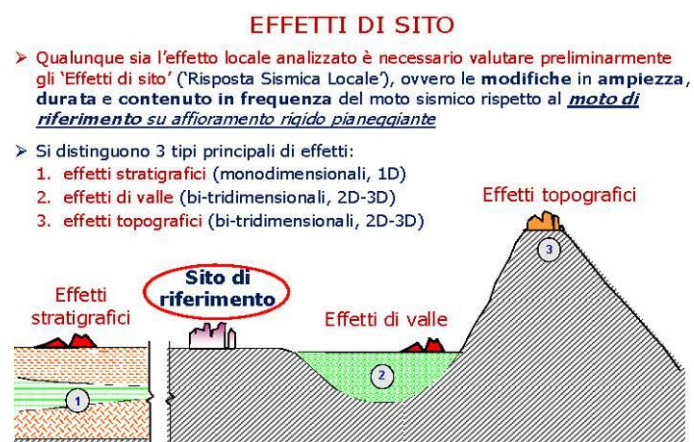 EFFETTI DI SITO
➢ Qualunque sia l'effetto locale analizzato è necessario valutare preliminarmente
gli 'Effetti di sito' ('Risposta Sismica Locale'), ovvero le modifiche in ampiezza,
durata e contenuto in frequenza del moto sismico rispetto al moto di
riferimento su affioramento rigido pianeggiante
➢ Si distinguono 3 tipi principali di effetti:
1. effetti stratigrafici (monodimensionali, 1D)
2. effetti di valle (bi-tridimensionali, 2D-3D)
3. effetti topografici (bi-tridimensionali, 2D-3D)
Effetti topografici
3
Sito di
riferimento
Effetti
stratigrafici
Effetti di valle
1
2